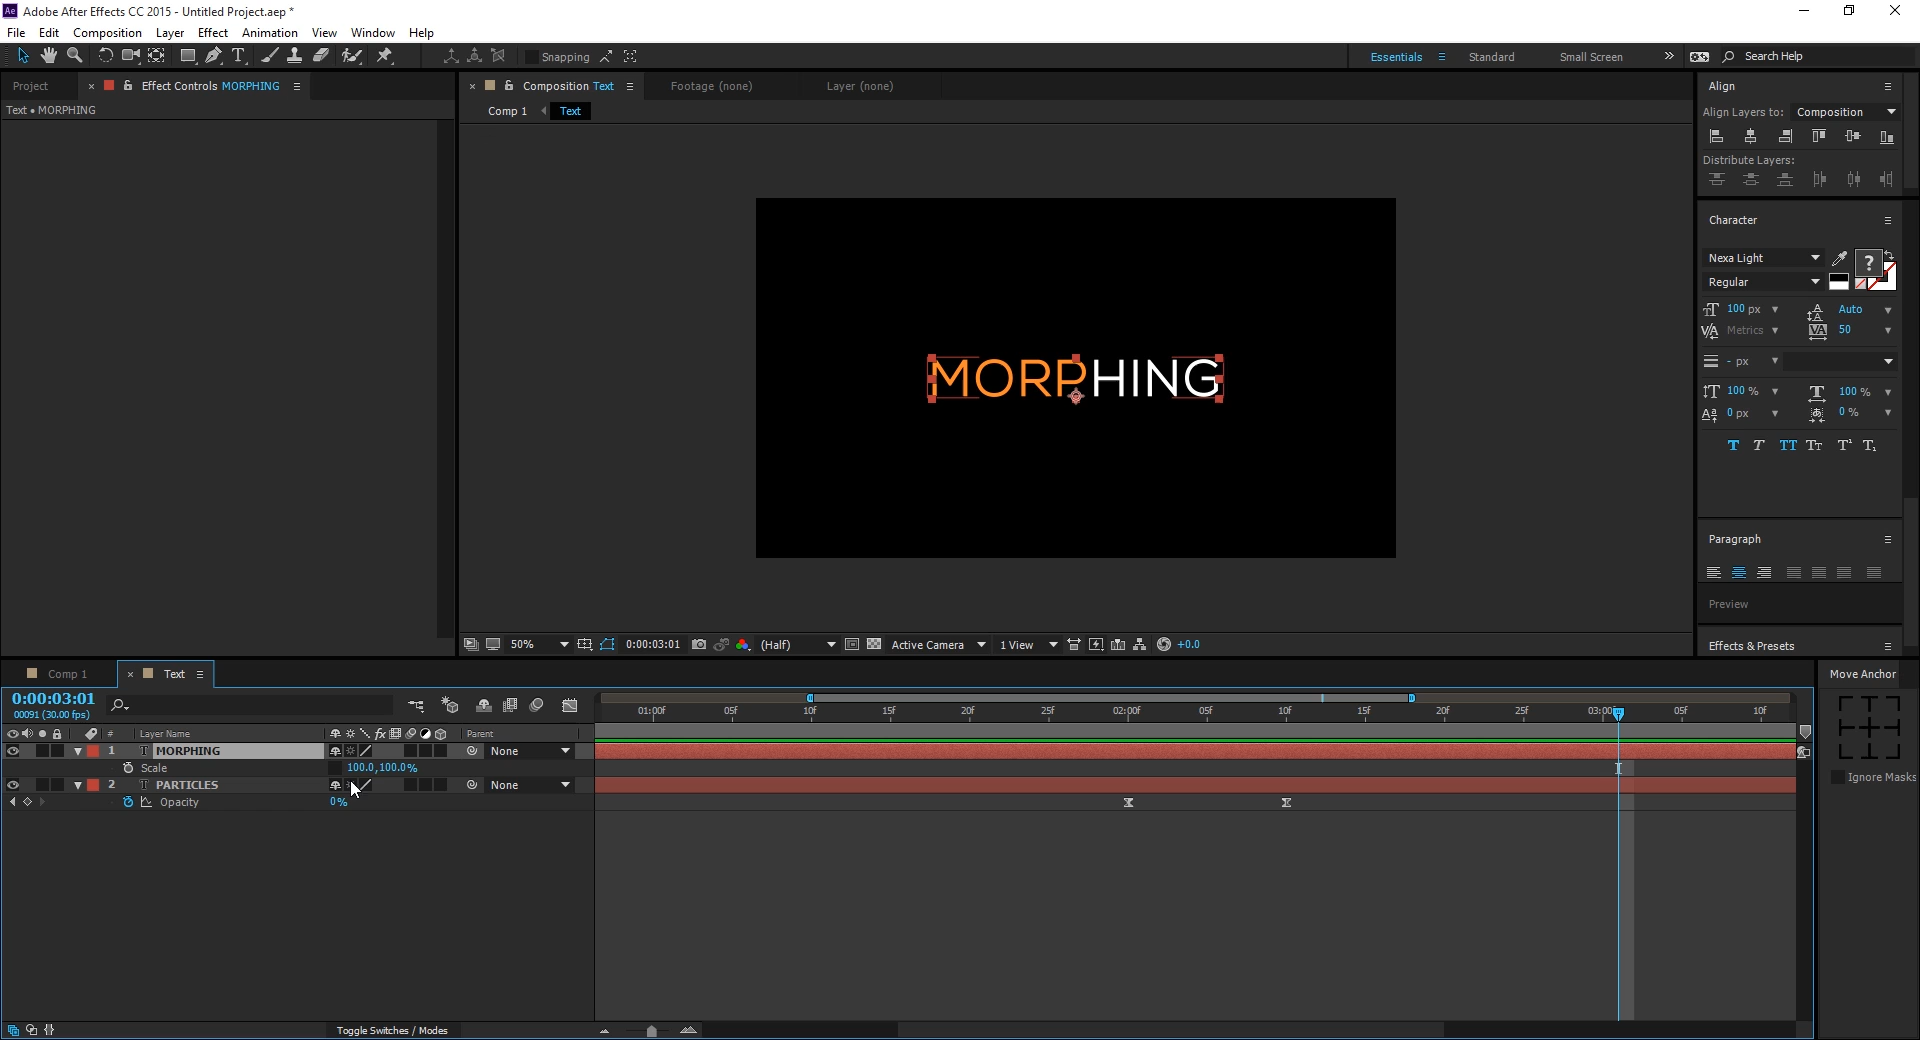 Ae Adobe After Effects CC 2015 - Untitled Project.aep *
File Edit Composition Layer Effect Animation View Window Help
Snapping Essentials Standard Small Screen Search Help
Project Effect Controls MORPHING
Text • MORPHING
Composition Text Footage (none) Layer (none)
Comp 1 Text
MORPHING
50% 0:00:03:01 (Half) Active Camera 1 View +0.0
Align
Align Layers to: Composition
Distribute Layers:
Character
Nexa Light
?
Regular
100 px Auto
Metrics 50
- px
100 % 100 %
0 px 0 %
T T TT Tт T¹ T₁
Paragraph
Preview
Effects & Presets
Comp 1 Text
0:00:03:01
00091 (30.00 fps)
# Layer Name fx Parent
1 T MORPHING None
Scale 100.0,100.0%
2 T PARTICLES None
Opacity 0%
01:00f 05f 10f 15f 20f 25f 02:00f 05f 10f 15f 20f 25f 03:00f 05f 10f
Toggle Switches / Modes
Move Anchor
Ignore Masks